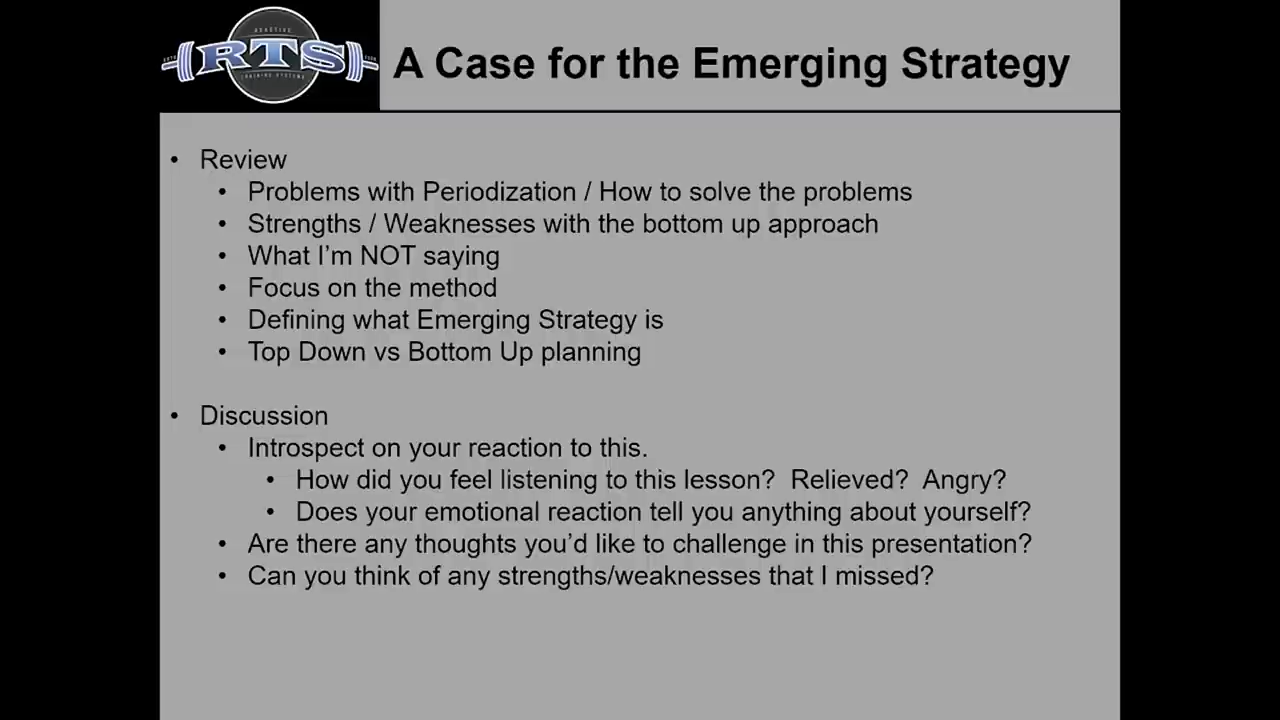 REACTIVE
RTS
TRAINING SYSTEMS
A Case for the Emerging Strategy
• Review
• Problems with Periodization / How to solve the problems
• Strengths / Weaknesses with the bottom up approach
• What I'm NOT saying
• Focus on the method
• Defining what Emerging Strategy is
• Top Down vs Bottom Up planning
• Discussion
• Introspect on your reaction to this.
• How did you feel listening to this lesson?  Relieved?  Angry?
• Does your emotional reaction tell you anything about yourself?
• Are there any thoughts you'd like to challenge in this presentation?
• Can you think of any strengths/weaknesses that I missed?